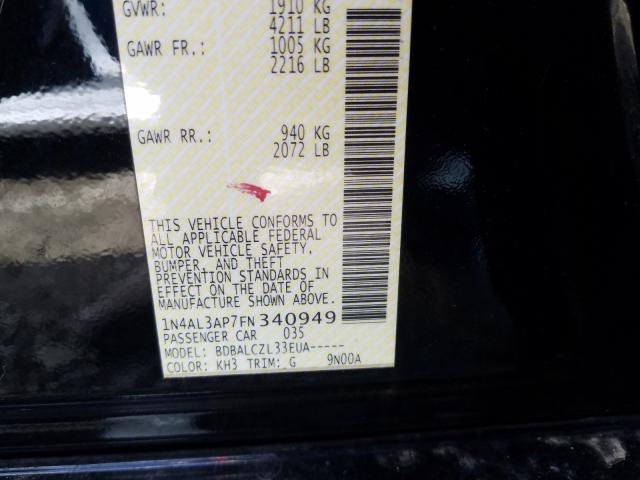 GVWR: 1910 KG
4211 LB
GAWR FR.: 1005 KG
2216 LB
GAWR RR.: 940 KG
2072 LB
THIS VEHICLE CONFORMS TO
ALL APPLICABLE FEDERAL
MOTOR VEHICLE SAFETY,
BUMPER, AND THEFT
PREVENTION STANDARDS IN
EFFECT ON THE DATE OF
MANUFACTURE SHOWN ABOVE.
1N4AL3AP7FN340949
PASSENGER CAR 035
MODEL: BDBALCZL33EUA-----
COLOR: KH3 TRIM: G 9N00A